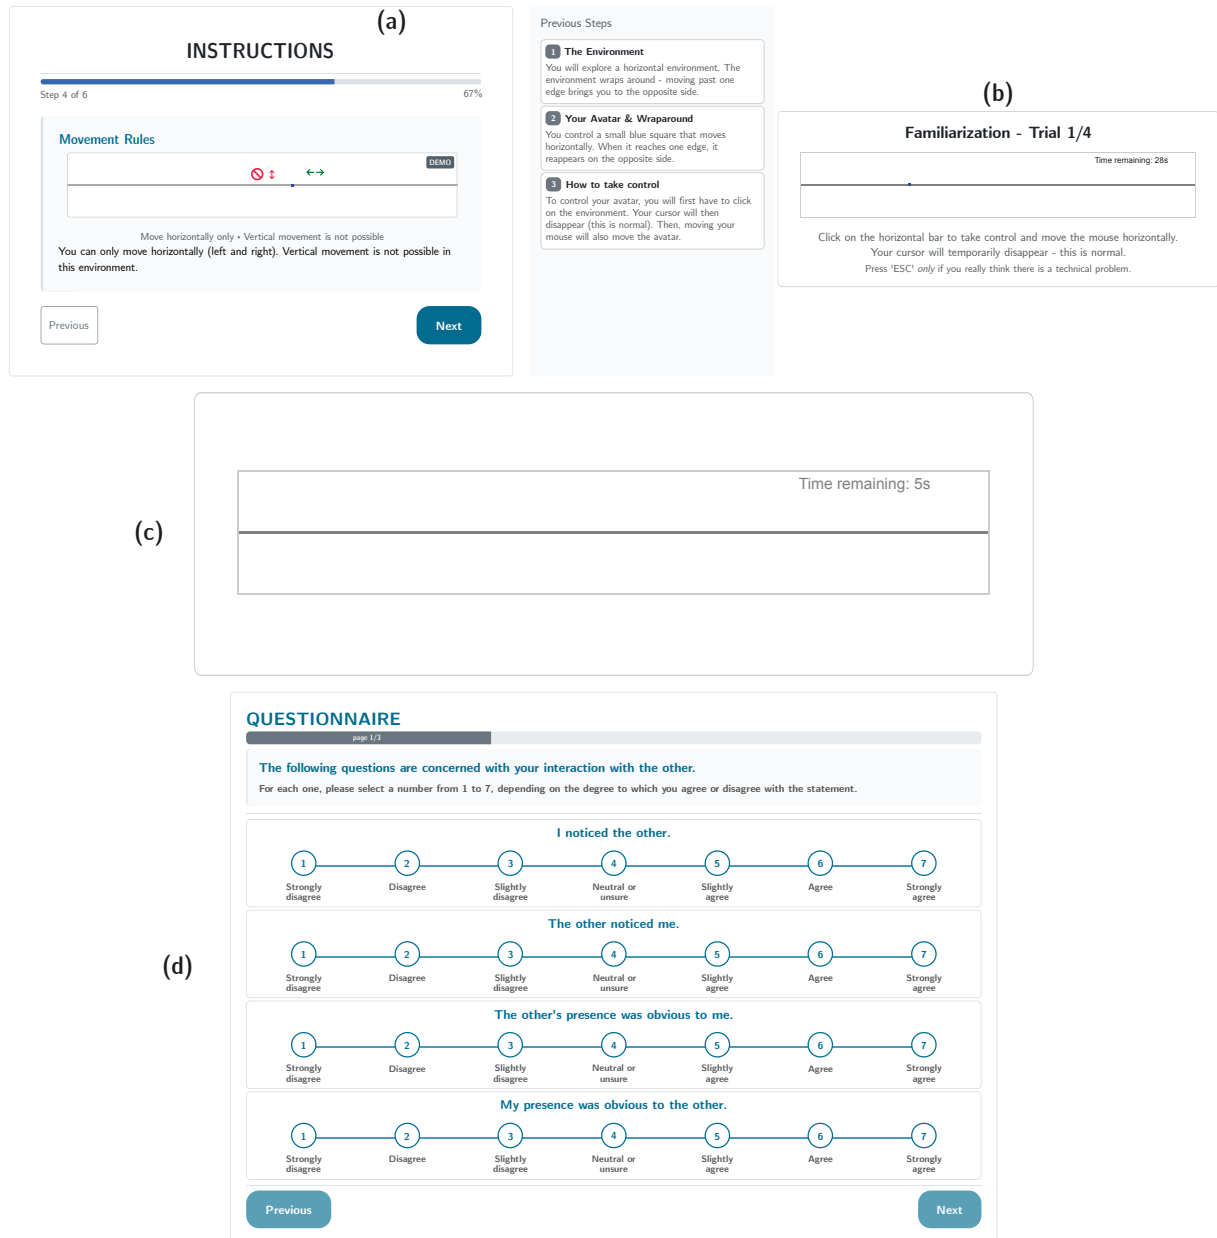 (a)
INSTRUCTIONS
Step 4 of 6
67%
Movement Rules
DEMO
Move horizontally only • Vertical movement is not possible
You can only move horizontally (left and right). Vertical movement is not possible in
this environment.
Previous
Next
Previous Steps
1 The Environment
You will explore a horizontal environment. The
environment wraps around - moving past one
edge brings you to the opposite side.
2 Your Avatar & Wraparound
You control a small blue square that moves
horizontally. When it reaches one edge, it
reappears on the opposite side.
3 How to take control
To control your avatar, you will first have to click
on the environment. Your cursor will then
disappear (this is normal). Then, moving your
mouse will also move the avatar.
(b)
Familiarization - Trial 1/4
Time remaining: 28s
Click on the horizontal bar to take control and move the mouse horizontally.
Your cursor will temporarily disappear - this is normal.
Press 'ESC' only if you really think there is a technical problem.
(c)
Time remaining: 5s
(d)
QUESTIONNAIRE
page 1/3
The following questions are concerned with your interaction with the other.
For each one, please select a number from 1 to 7, depending on the degree to which you agree or disagree with the statement.
I noticed the other.
1 2 3 4 5 6 7
Strongly Disagree Slightly Neutral or Slightly Agree Strongly
disagree disagree unsure agree agree
The other noticed me.
1 2 3 4 5 6 7
Strongly Disagree Slightly Neutral or Slightly Agree Strongly
disagree disagree unsure agree agree
The other's presence was obvious to me.
1 2 3 4 5 6 7
Strongly Disagree Slightly Neutral or Slightly Agree Strongly
disagree disagree unsure agree agree
My presence was obvious to the other.
1 2 3 4 5 6 7
Strongly Disagree Slightly Neutral or Slightly Agree Strongly
disagree disagree unsure agree agree
Previous
Next